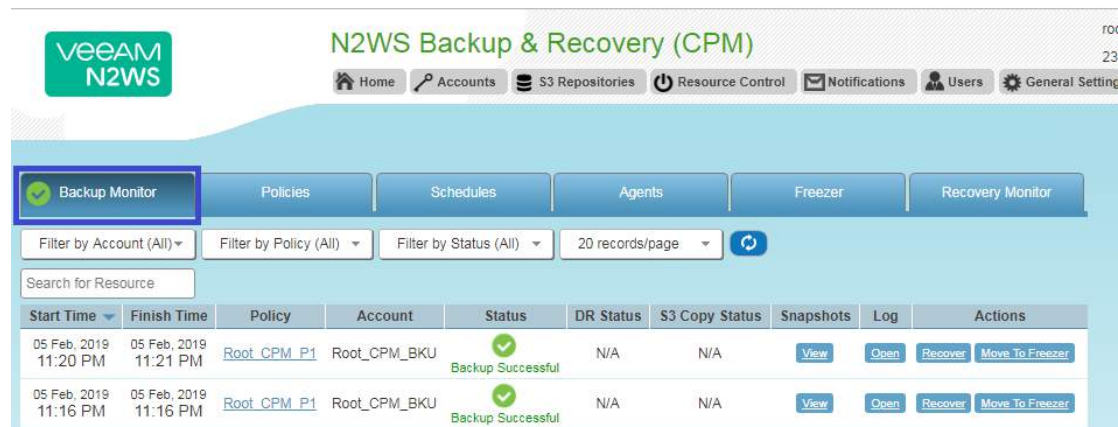 veeAM
N2WS
N2WS Backup & Recovery (CPM)
roo
23
Home Accounts S3 Repositories Resource Control Notifications Users General Setting
Backup Monitor Policies Schedules Agents Freezer Recovery Monitor
Filter by Account (All) Filter by Policy (All) Filter by Status (All) 20 records/page
Search for Resource
Start Time Finish Time Policy Account Status DR Status S3 Copy Status Snapshots Log Actions
05 Feb, 2019 05 Feb, 2019
11:20 PM 11:21 PM Root_CPM_P1 Root_CPM_BKU N/A N/A View Open Recover Move To Freezer
Backup Successful
05 Feb, 2019 05 Feb, 2019
11:16 PM 11:16 PM Root_CPM_P1 Root_CPM_BKU N/A N/A View Open Recover Move To Freezer
Backup Successful